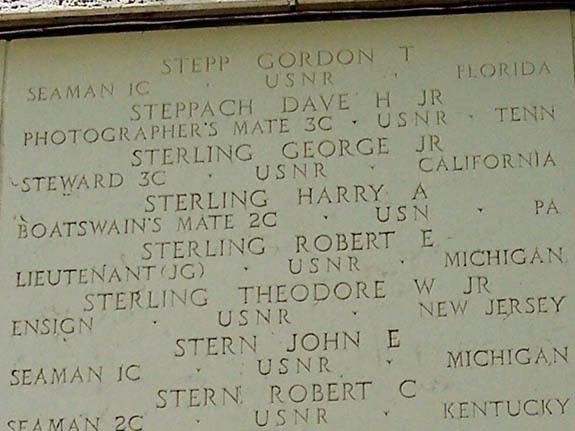 STEPP GORDON T
SEAMAN 1C · USNR · FLORIDA
STEPPACH DAVE H JR
PHOTOGRAPHER'S MATE 3C · USNR · TENN
STERLING GEORGE JR
STEWARD 3C · USNR · CALIFORNIA
STERLING HARRY A
BOATSWAIN'S MATE 2C · USN · PA
STERLING ROBERT E
LIEUTENANT (JG) · USNR · MICHIGAN
STERLING THEODORE W JR
ENSIGN · USNR · NEW JERSEY
STERN JOHN E
SEAMAN 1C · USNR · MICHIGAN
STERN ROBERT C
SEAMAN 2C · USNR · KENTUCKY